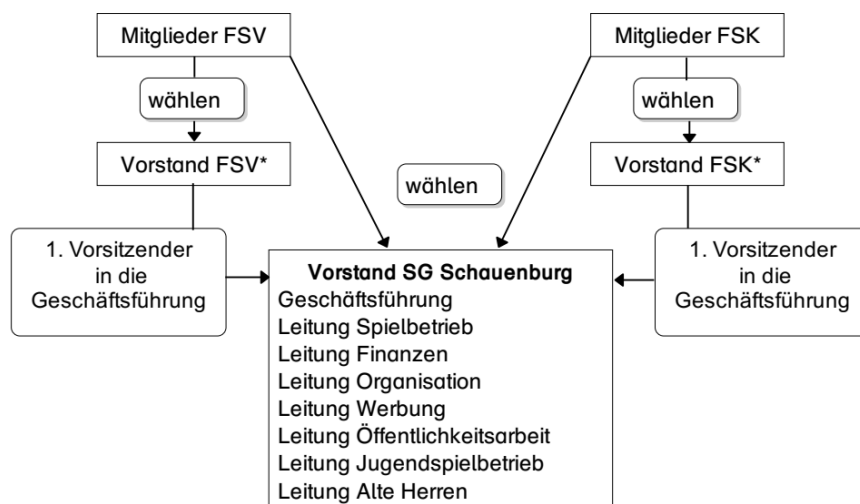 Mitglieder FSV
Mitglieder FSK
wählen
wählen
Vorstand FSV*
Vorstand FSK*
wählen
1. Vorsitzender
in die
Geschäftsführung
1. Vorsitzender
in die
Geschäftsführung
Vorstand SG Schauenburg
Geschäftsführung
Leitung Spielbetrieb
Leitung Finanzen
Leitung Organisation
Leitung Werbung
Leitung Öffentlichkeitsarbeit
Leitung Jugendspielbetrieb
Leitung Alte Herren